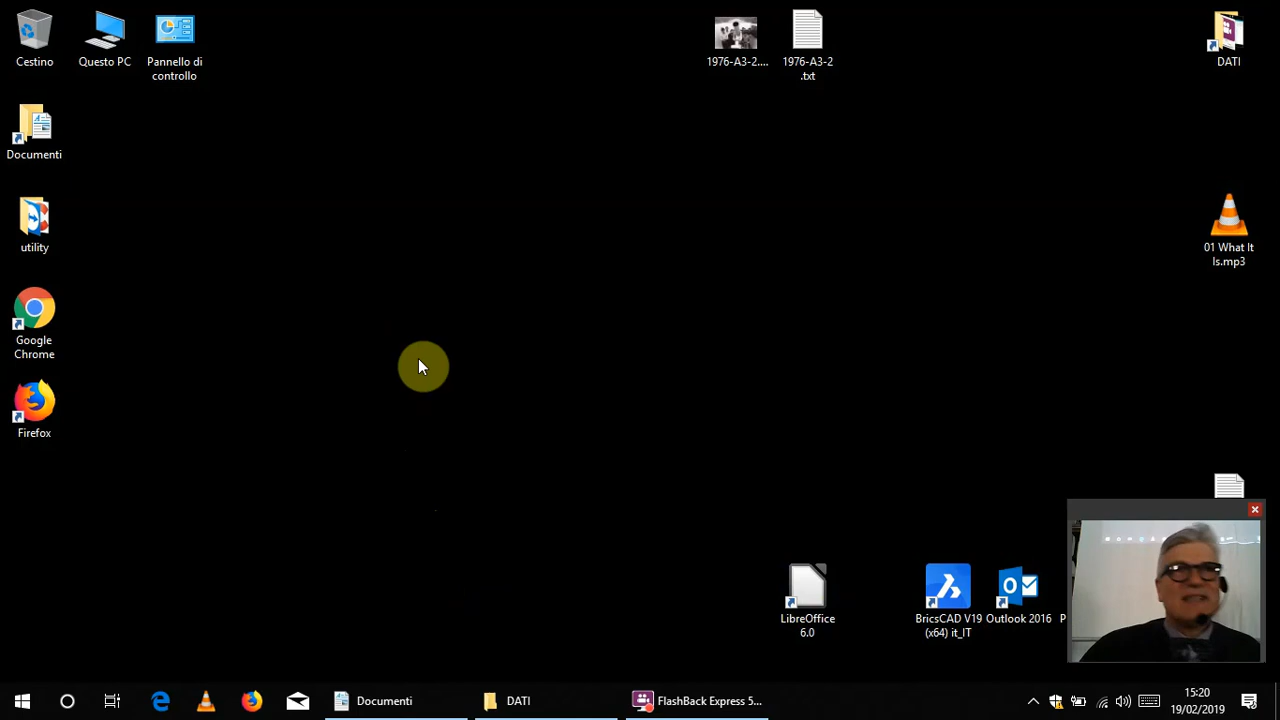 Cestino
Questo PC
Pannello di
controllo
1976-A3-2....
1976-A3-2
.txt
DATI
Documenti
utility
01 What It
Is.mp3
Google
Chrome
Firefox
LibreOffice
6.0
BricsCAD V19
(x64) it_IT
Outlook 2016
P
Documenti
DATI
FlashBack Express 5...
15:20
19/02/2019